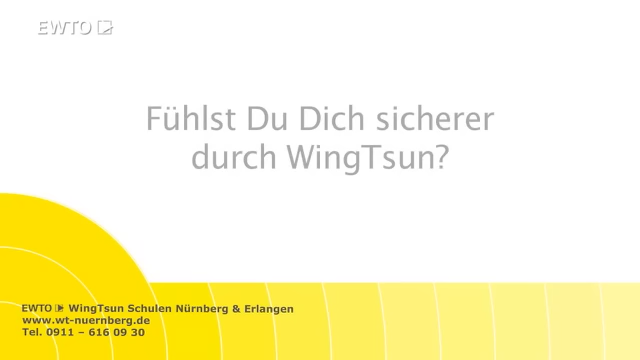 EWTO
Fühlst Du Dich sicherer
durch WingTsun?
EWTO WingTsun Schulen Nürnberg & Erlangen
www.wt-nuernberg.de
Tel. 0911 – 616 09 30